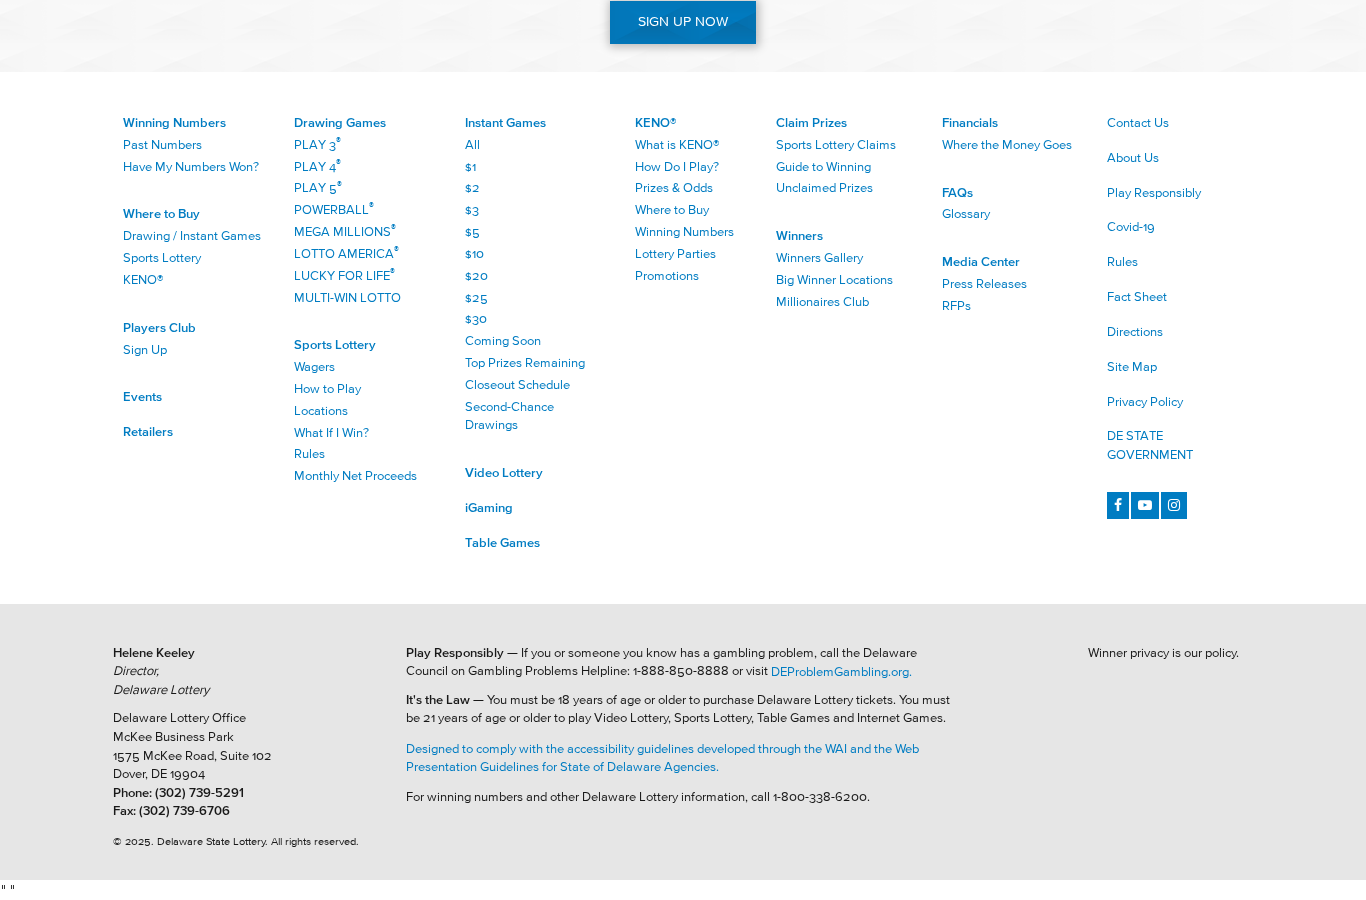 SIGN UP NOW
Winning Numbers
Past Numbers
Have My Numbers Won?
Where to Buy
Drawing / Instant Games
Sports Lottery
KENO®
Players Club
Sign Up
Events
Retailers
Drawing Games
PLAY 3®
PLAY 4®
PLAY 5®
POWERBALL®
MEGA MILLIONS®
LOTTO AMERICA®
LUCKY FOR LIFE®
MULTI-WIN LOTTO
Sports Lottery
Wagers
How to Play
Locations
What If I Win?
Rules
Monthly Net Proceeds
Instant Games
All
$1
$2
$3
$5
$10
$20
$25
$30
Coming Soon
Top Prizes Remaining
Closeout Schedule
Second-Chance
Drawings
Video Lottery
iGaming
Table Games
KENO®
What is KENO®
How Do I Play?
Prizes & Odds
Where to Buy
Winning Numbers
Lottery Parties
Promotions
Claim Prizes
Sports Lottery Claims
Guide to Winning
Unclaimed Prizes
Winners
Winners Gallery
Big Winner Locations
Millionaires Club
Financials
Where the Money Goes
FAQs
Glossary
Media Center
Press Releases
RFPs
Contact Us
About Us
Play Responsibly
Covid-19
Rules
Fact Sheet
Directions
Site Map
Privacy Policy
DE STATE
GOVERNMENT
Helene Keeley
Director,
Delaware Lottery
Delaware Lottery Office
McKee Business Park
1575 McKee Road, Suite 102
Dover, DE 19904
Phone: (302) 739-5291
Fax: (302) 739-6706
© 2025. Delaware State Lottery. All rights reserved.
Play Responsibly — If you or someone you know has a gambling problem, call the Delaware
Council on Gambling Problems Helpline: 1-888-850-8888 or visit DEProblemGambling.org.
It's the Law — You must be 18 years of age or older to purchase Delaware Lottery tickets. You must
be 21 years of age or older to play Video Lottery, Sports Lottery, Table Games and Internet Games.
Designed to comply with the accessibility guidelines developed through the WAI and the Web
Presentation Guidelines for State of Delaware Agencies.
For winning numbers and other Delaware Lottery information, call 1-800-338-6200.
Winner privacy is our policy.
" "